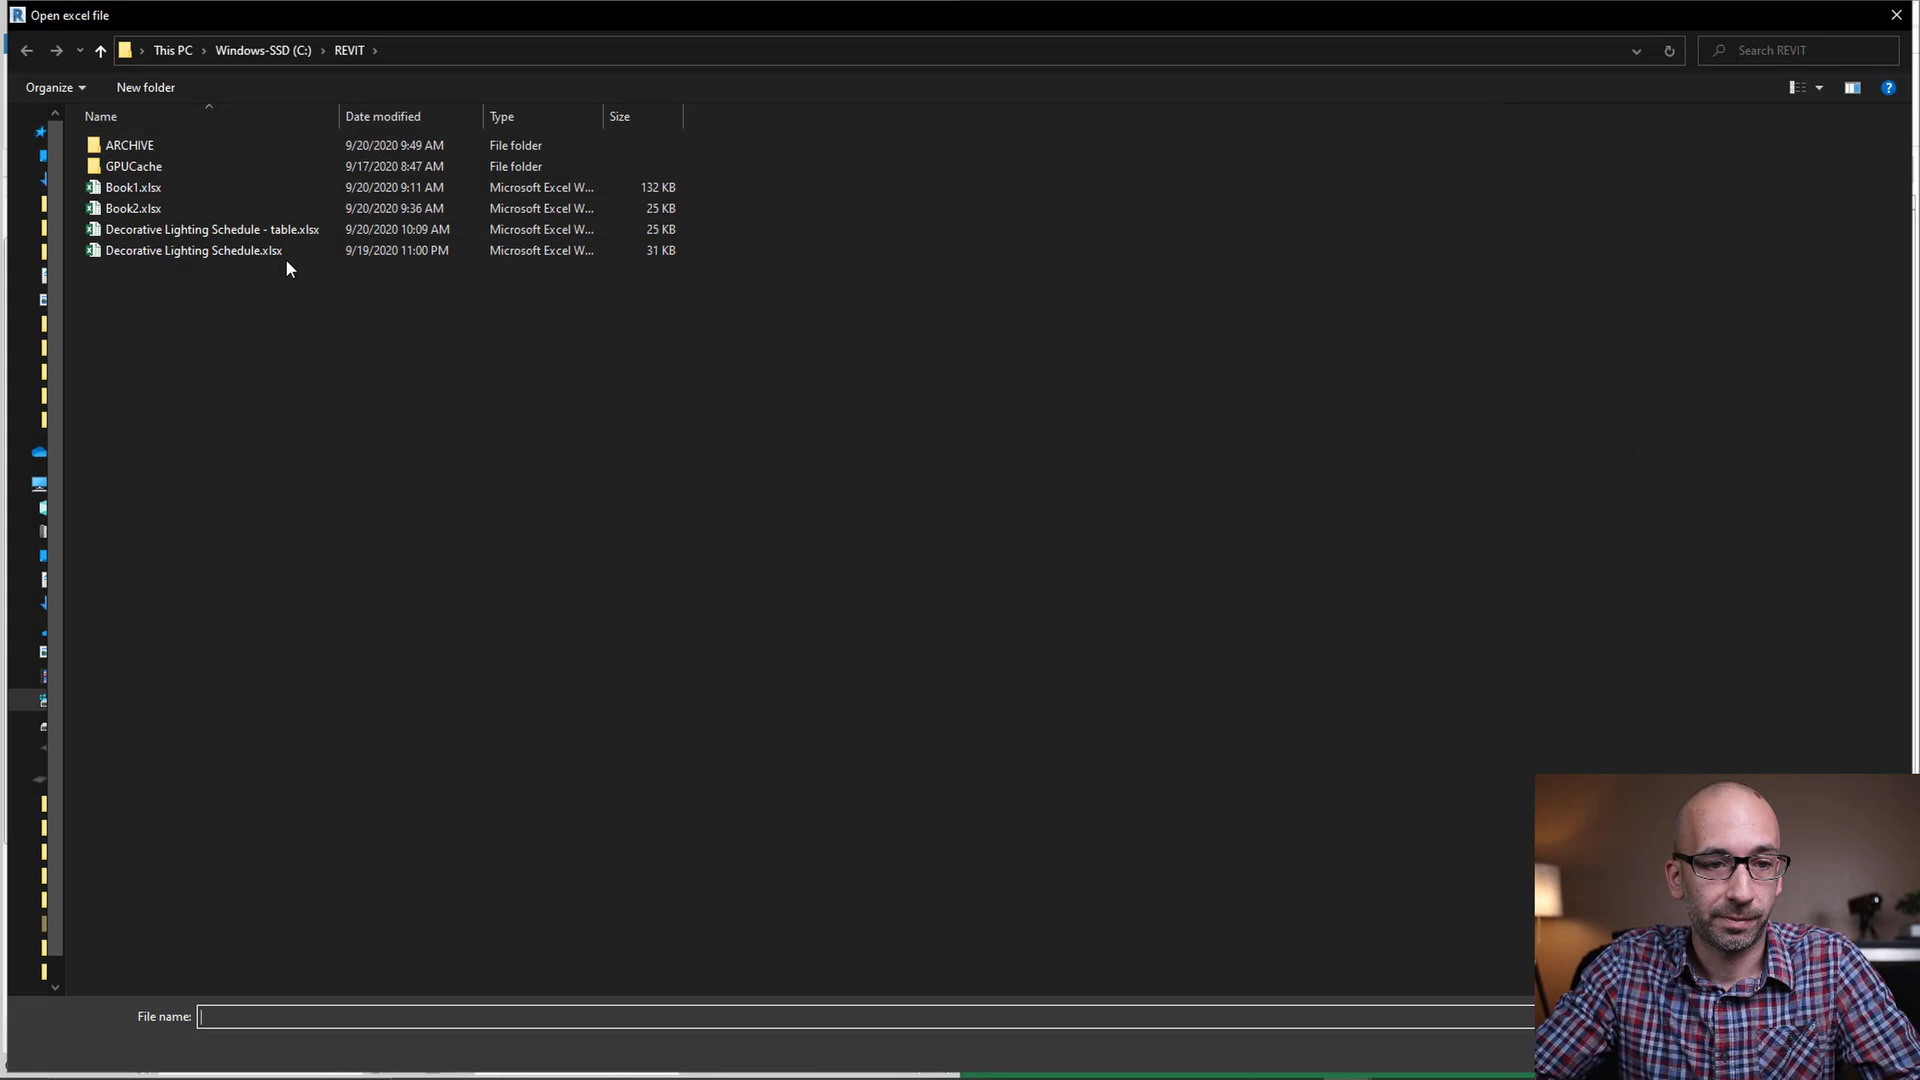 Open excel file
This PC > Windows-SSD (C:) > REVIT >
Search REVIT
Organize
New folder
Name Date modified Type Size
ARCHIVE 9/20/2020 9:49 AM File folder
GPUCache 9/17/2020 8:47 AM File folder
Book1.xlsx 9/20/2020 9:11 AM Microsoft Excel W... 132 KB
Book2.xlsx 9/20/2020 9:36 AM Microsoft Excel W... 25 KB
Decorative Lighting Schedule - table.xlsx 9/20/2020 10:09 AM Microsoft Excel W... 25 KB
Decorative Lighting Schedule.xlsx 9/19/2020 11:00 PM Microsoft Excel W... 31 KB
File name: